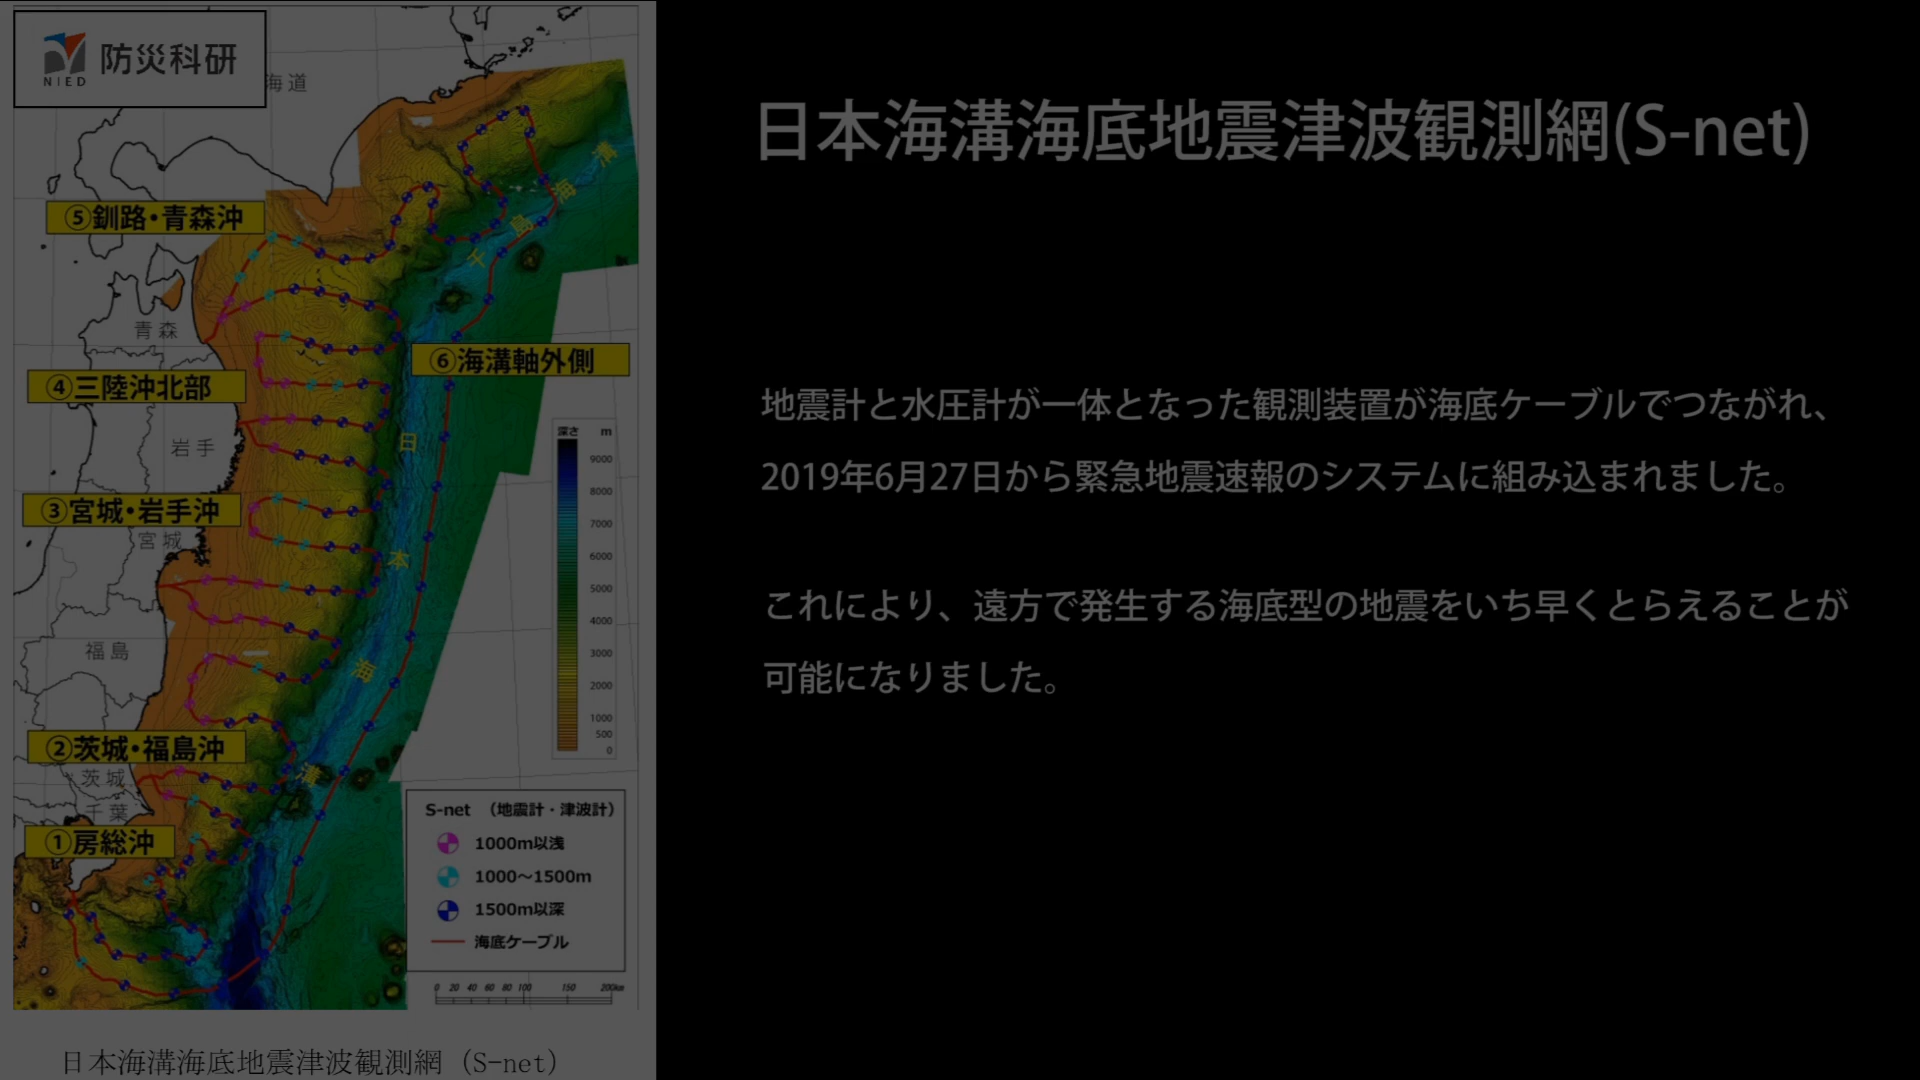 NIED 防災科研
海道
⑤釧路・青森沖
青森
④三陸沖北部
岩手
③宮城・岩手沖
宮城
福島
②茨城・福島沖
茨城
千葉
①房総沖
千島海溝
⑥海溝軸外側
日本海溝
深さ m
9000
8000
7000
6000
5000
4000
3000
2000
1000
500
0
S-net （地震計・津波計）
1000m以浅
1000～1500m
1500m以深
海底ケーブル
0 20 40 60 80 100 150 200km
日本海溝海底地震津波観測網（S-net）
日本海溝海底地震津波観測網(S-net)
地震計と水圧計が一体となった観測装置が海底ケーブルでつながれ、
2019年6月27日から緊急地震速報のシステムに組み込まれました。
これにより、遠方で発生する海底型の地震をいち早くとらえることが
可能になりました。